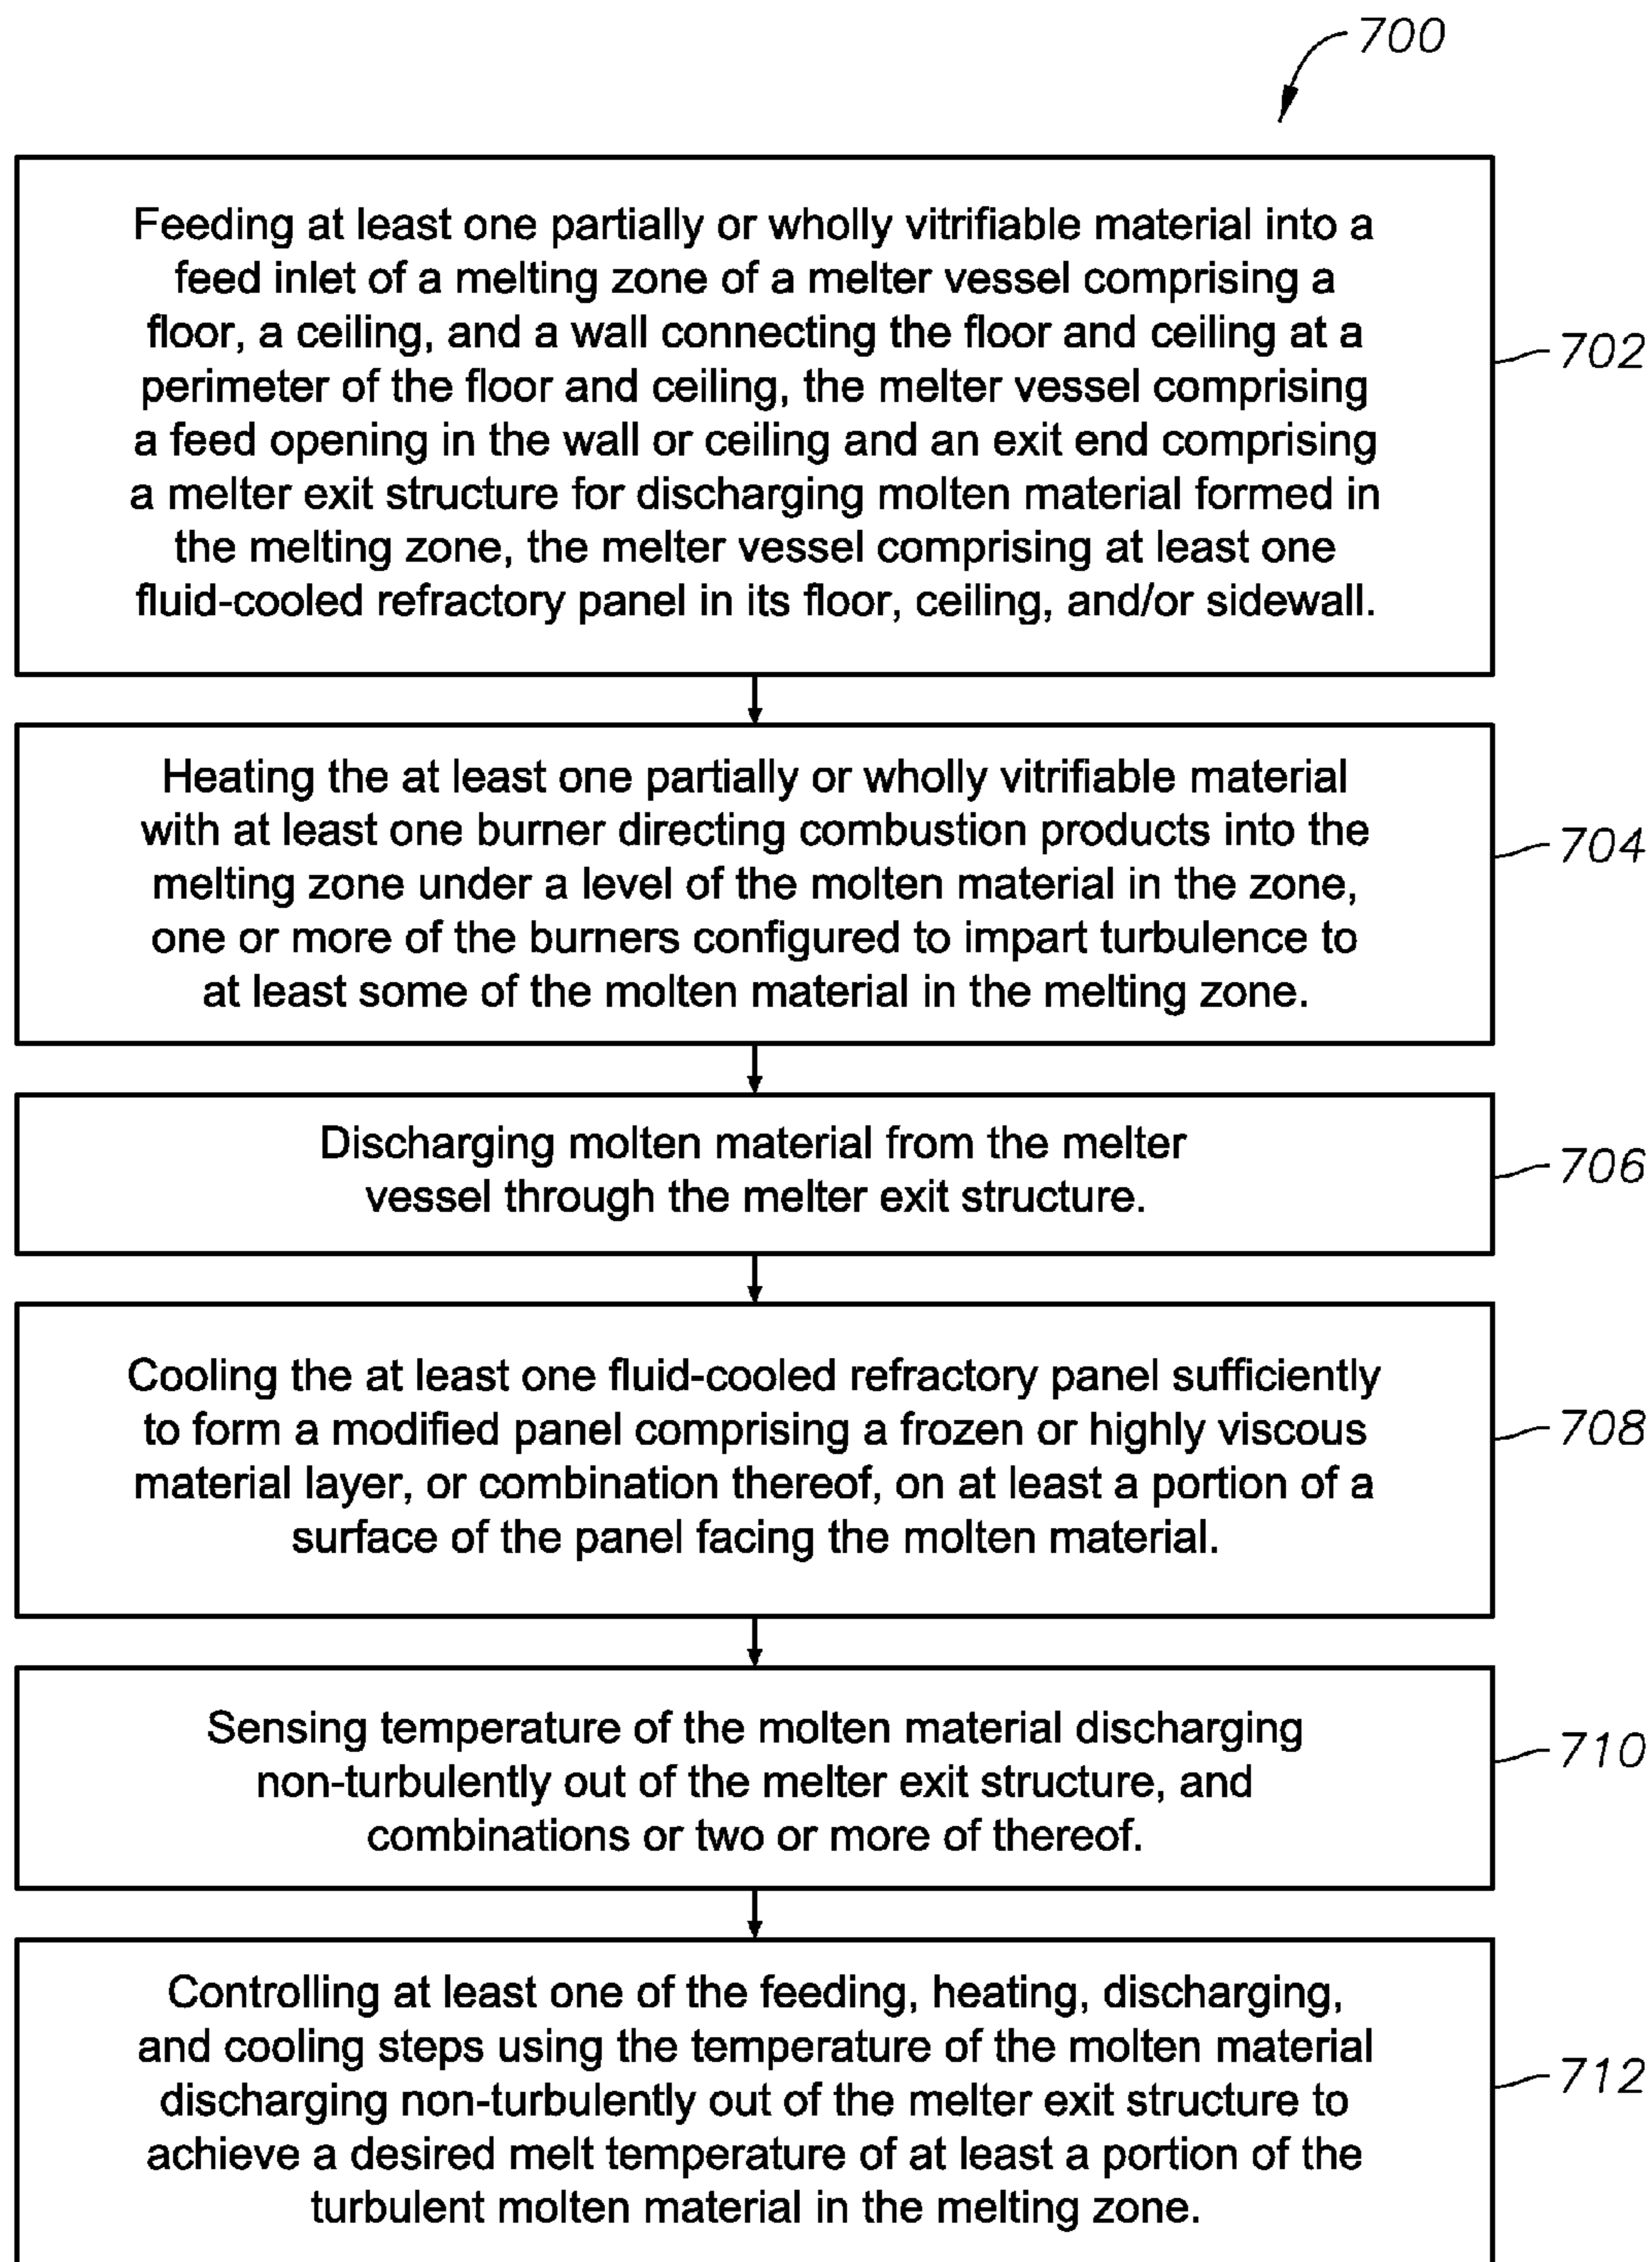 700
Feeding at least one partially or wholly vitrifiable material into a
feed inlet of a melting zone of a melter vessel comprising a
floor, a ceiling, and a wall connecting the floor and ceiling at a
perimeter of the floor and ceiling, the melter vessel comprising
a feed opening in the wall or ceiling and an exit end comprising
a melter exit structure for discharging molten material formed in
the melting zone, the melter vessel comprising at least one
fluid-cooled refractory panel in its floor, ceiling, and/or sidewall.
702
Heating the at least one partially or wholly vitrifiable material
with at least one burner directing combustion products into the
melting zone under a level of the molten material in the zone,
one or more of the burners configured to impart turbulence to
at least some of the molten material in the melting zone.
704
Discharging molten material from the melter
vessel through the melter exit structure.
706
Cooling the at least one fluid-cooled refractory panel sufficiently
to form a modified panel comprising a frozen or highly viscous
material layer, or combination thereof, on at least a portion of a
surface of the panel facing the molten material.
708
Sensing temperature of the molten material discharging
non-turbulently out of the melter exit structure, and
combinations or two or more of thereof.
710
Controlling at least one of the feeding, heating, discharging,
and cooling steps using the temperature of the molten material
discharging non-turbulently out of the melter exit structure to
achieve a desired melt temperature of at least a portion of the
turbulent molten material in the melting zone.
712